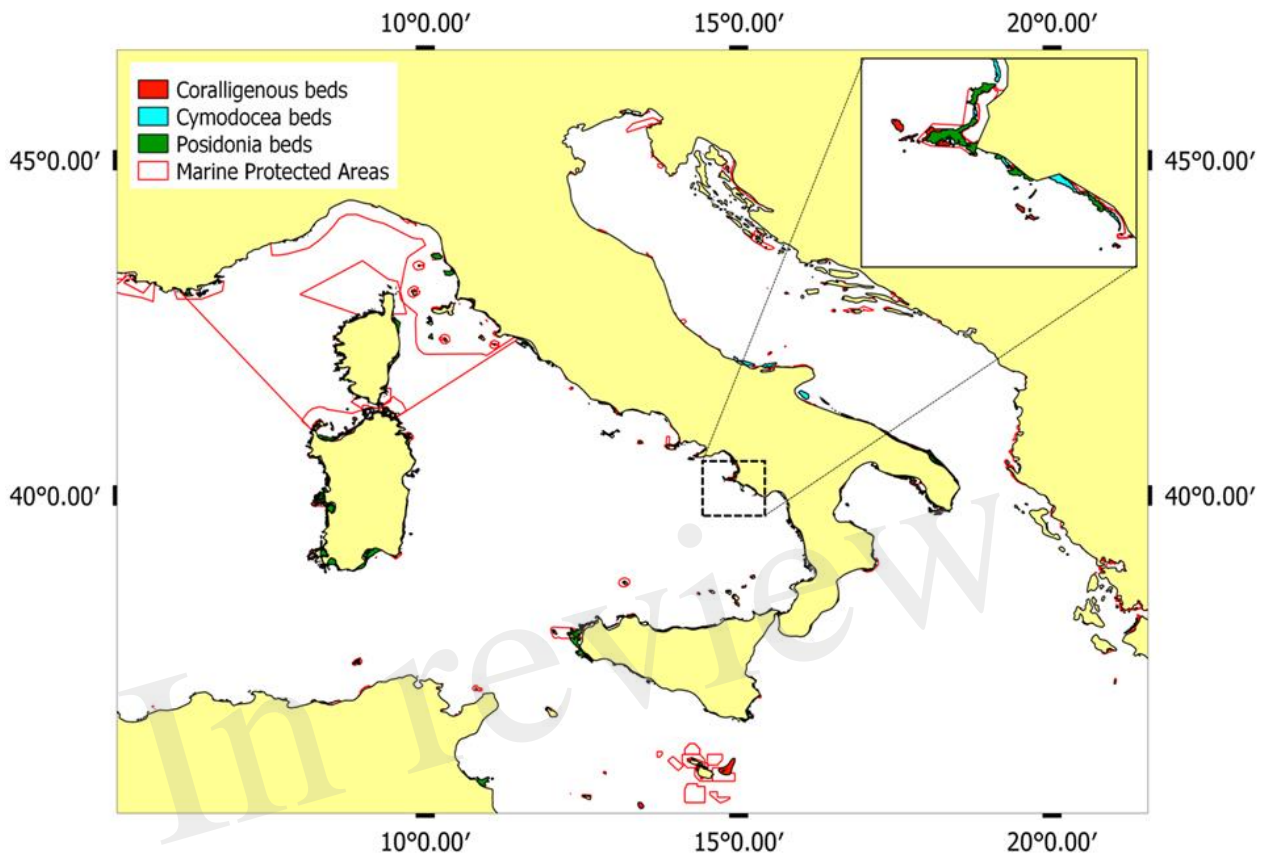 10°0.00′ 15°0.00′ 20°0.00′
Coralligenous beds
Cymodocea beds
Posidonia beds
Marine Protected Areas
45°0.00′ 45°0.00′
40°0.00′ 40°0.00′
In review
10°0.00′ 15°0.00′ 20°0.00′